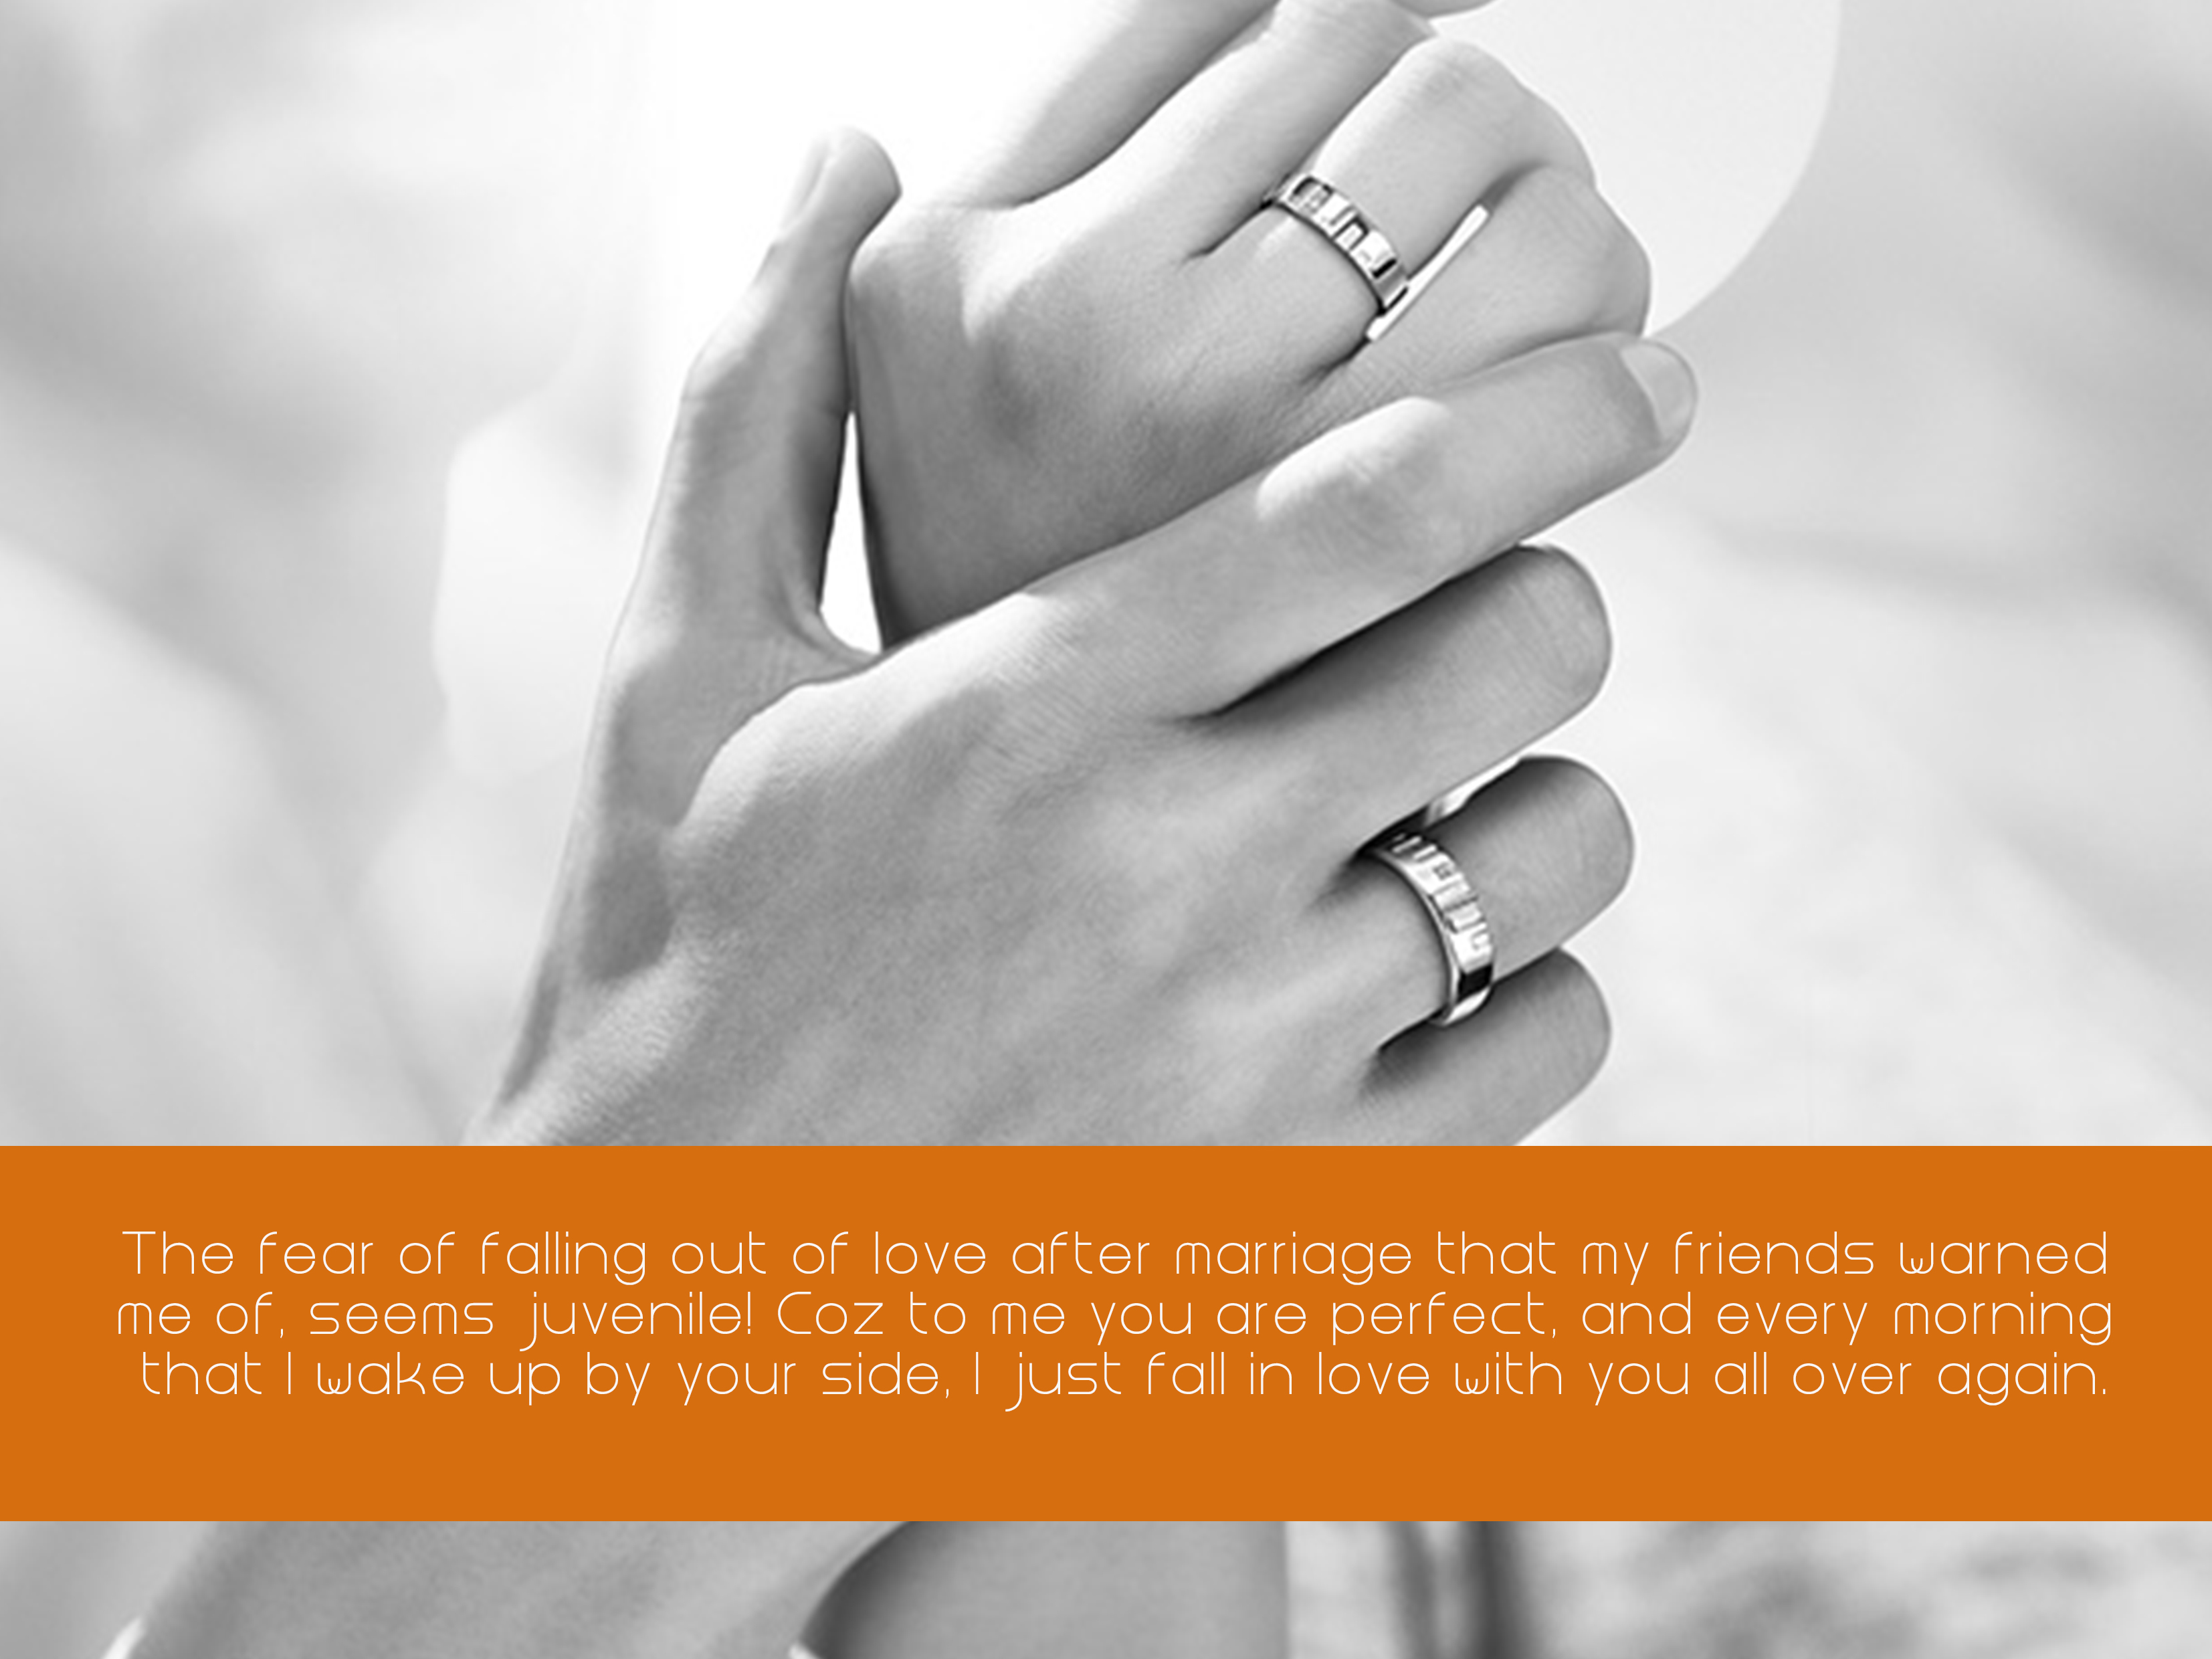 The fear of falling out of love after marriage that my friends warned
me of, seems juvenile! Coz to me you are perfect, and every morning
that I wake up by your side, I just fall in love with you all over again.